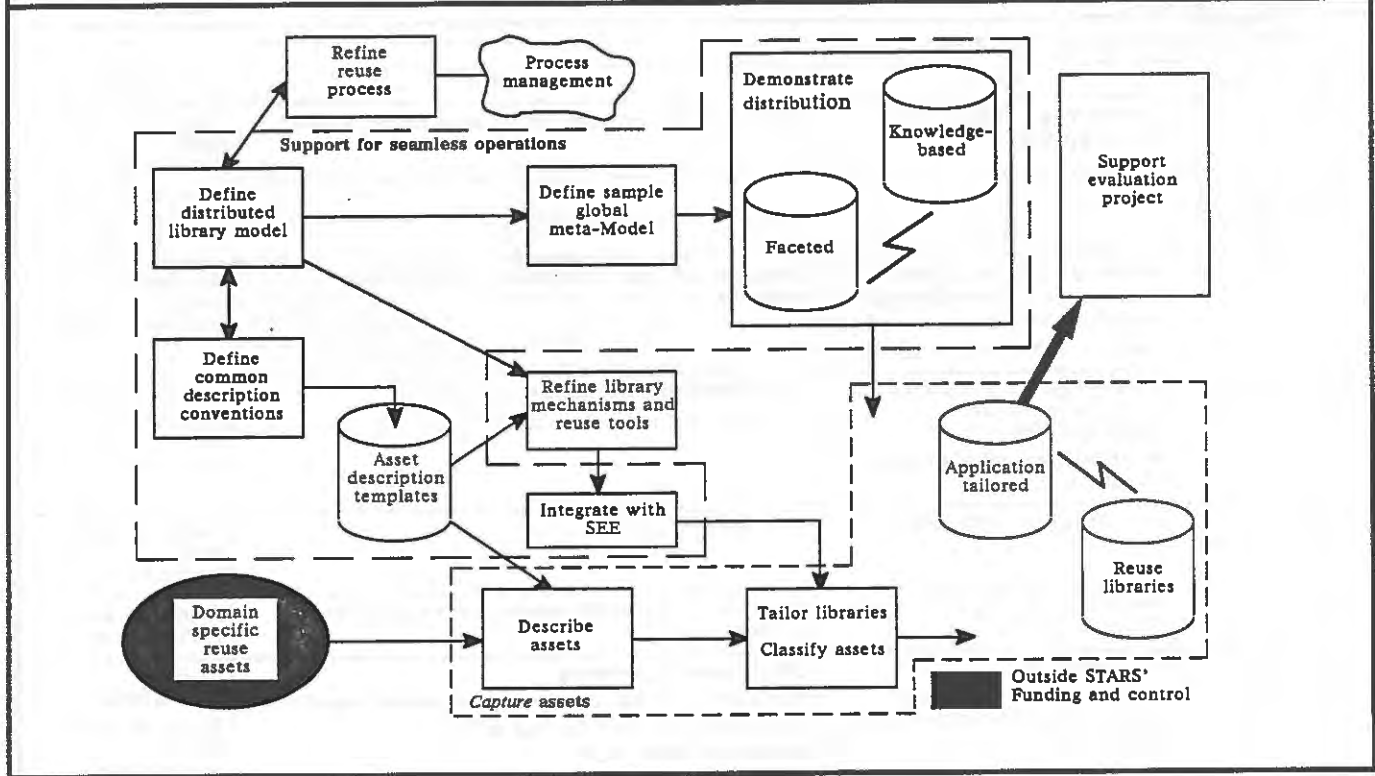 Refine
reuse
process
Process
management
Demonstrate
distribution
Knowledge-
based
Faceted
Support
evaluation
project
Support for seamless operations
Define
distributed
library model
Define sample
global
meta-Model
Define
common
description
conventions
Refine library
mechanisms and
reuse tools
Asset
description
templates
Integrate with
SEE
Application
tailored
Reuse
libraries
Domain
specific
reuse
assets
Describe
assets
Tailor libraries
Classify assets
Capture assets
Outside STARS'
Funding and control